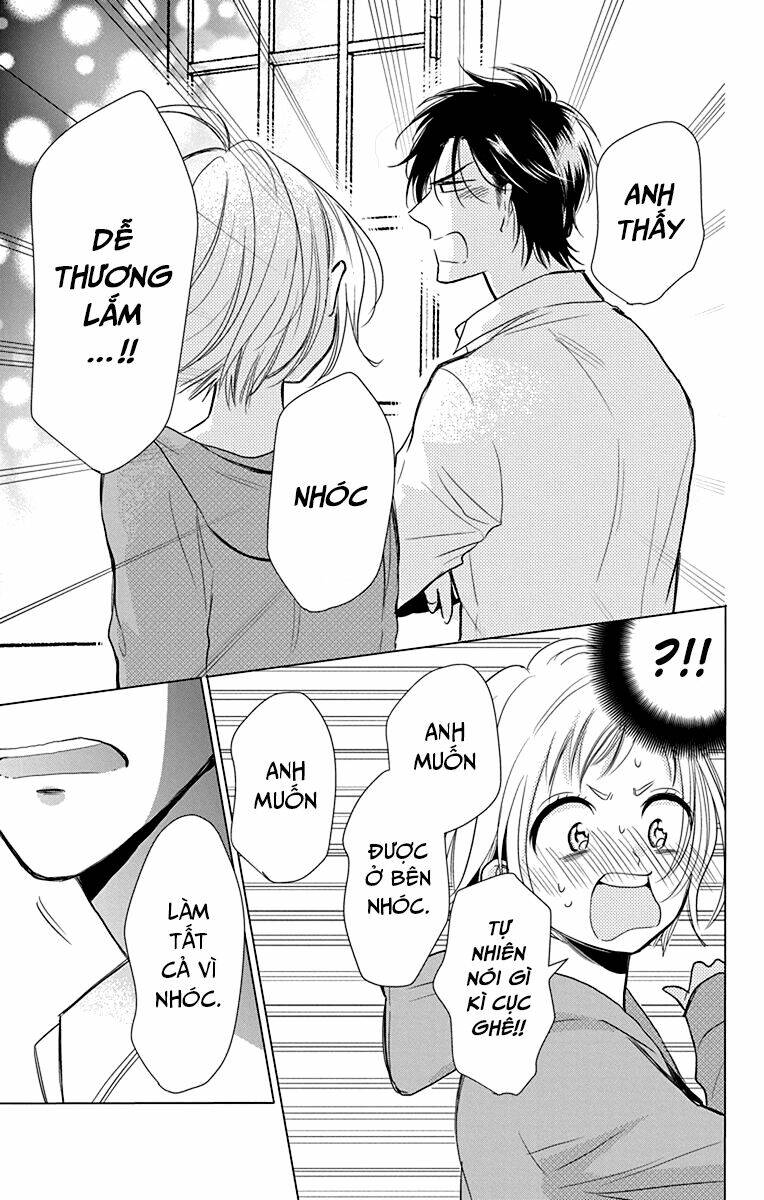 ANH
THẤY
NHÓC
DỄ
THƯƠNG
LẮM
...!!
?!!
ANH
MUỐN
ĐƯỢC
Ở BÊN
NHÓC.
TỰ
NHIÊN
NÓI GÌ
KÌ CỤC
GHÊ!!
ANH
MUỐN
LÀM
TẤT
CẢ VÌ
NHÓC.